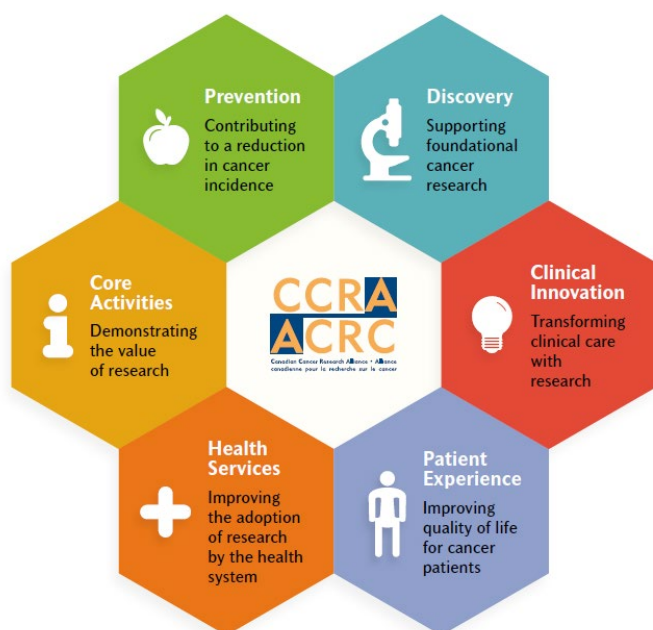 Prevention
Contributing
to a reduction
in cancer
incidence
Discovery
Supporting
foundational
cancer
research
Core
Activities
Demonstrating
the value
of research
CCRA
ACRC
Canadian Cancer Research Alliance • Alliance
canadienne pour la recherche sur le cancer
Clinical
Innovation
Transforming
clinical care
with
research
Health
Services
Improving
the adoption
of research
by the health
system
Patient
Experience
Improving
quality of life
for cancer
patients